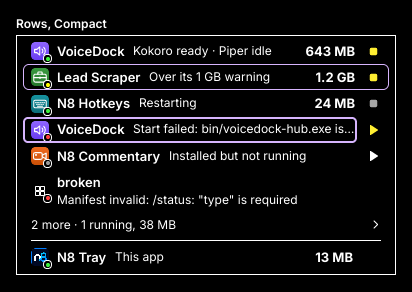 Rows, Compact
VoiceDock Kokoro ready · Piper idle 643 MB
Lead Scraper Over its 1 GB warning 1.2 GB
N8 Hotkeys Restarting 24 MB
VoiceDock Start failed: bin/voicedock-hub.exe is...
N8 Commentary Installed but not running
broken
Manifest invalid: /status: "type" is required
2 more · 1 running, 38 MB
n8 N8 Tray This app 13 MB